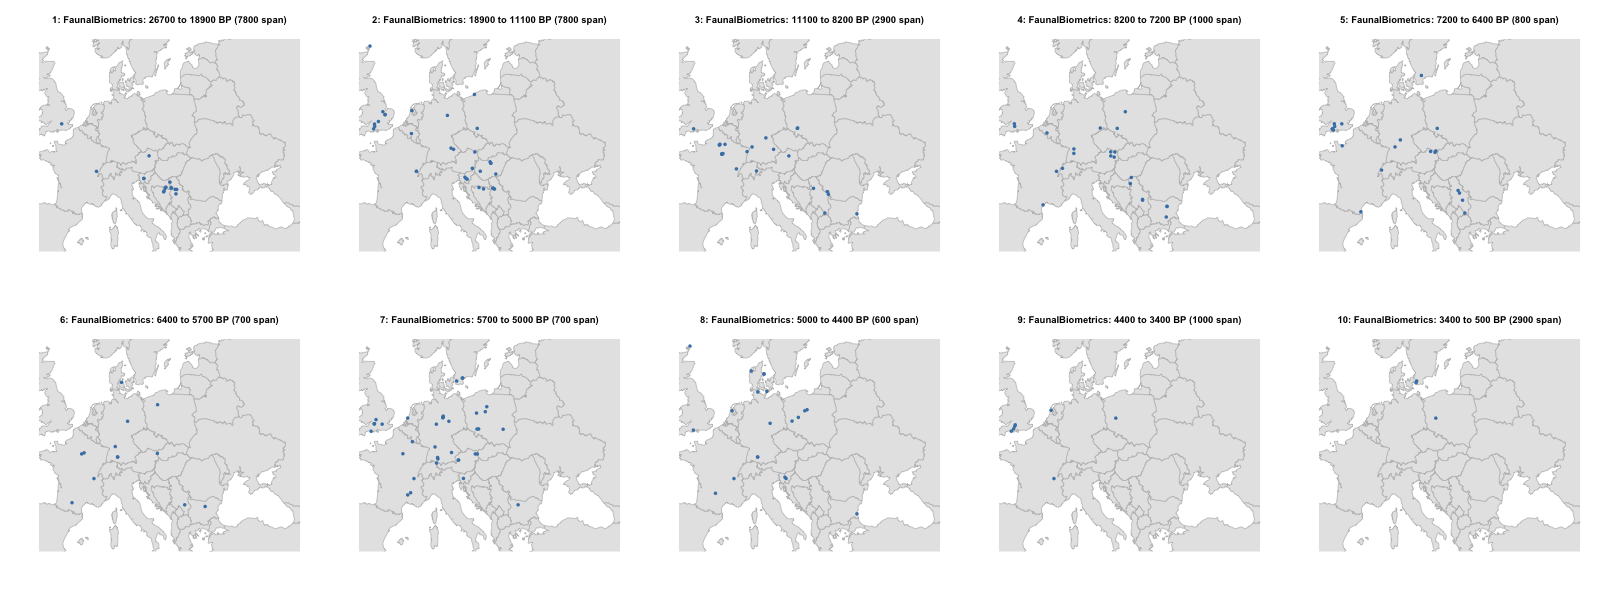 1: FaunalBiometrics: 26700 to 18900 BP (7800 span)
2: FaunalBiometrics: 18900 to 11100 BP (7800 span)
3: FaunalBiometrics: 11100 to 8200 BP (2900 span)
4: FaunalBiometrics: 8200 to 7200 BP (1000 span)
5: FaunalBiometrics: 7200 to 6400 BP (800 span)
6: FaunalBiometrics: 6400 to 5700 BP (700 span)
7: FaunalBiometrics: 5700 to 5000 BP (700 span)
8: FaunalBiometrics: 5000 to 4400 BP (600 span)
9: FaunalBiometrics: 4400 to 3400 BP (1000 span)
10: FaunalBiometrics: 3400 to 500 BP (2900 span)